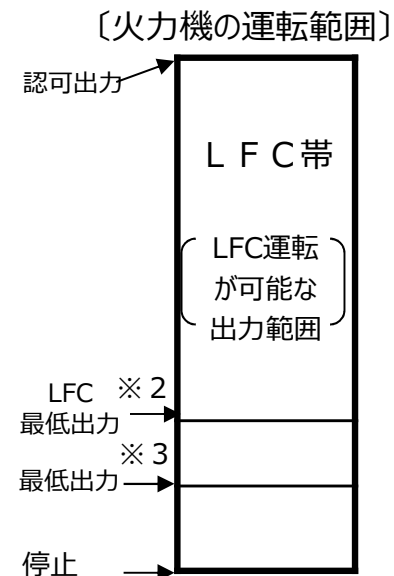 〔火力機の運転範囲〕
認可出力
ＬＦＣ帯
LFC運転
が可能な
出力範囲
LFC ※２
最低出力
※３
最低出力
停止